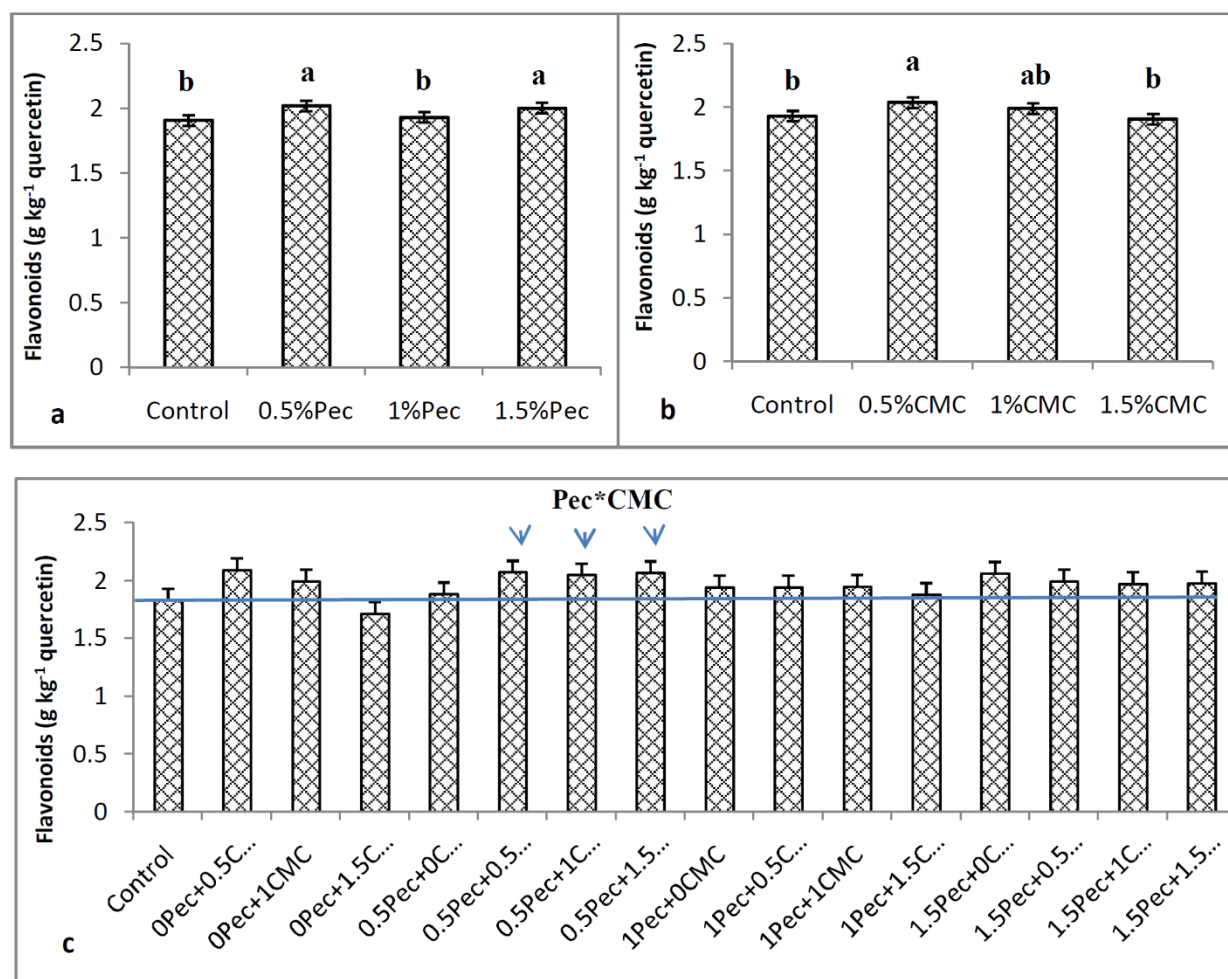 Flavonoids (g kg⁻¹ quercetin)
2.5
2
1.5
1
0.5
0
b
a
b
a
Control
0.5%Pec
1%Pec
1.5%Pec
a
Flavonoids (g kg⁻¹ quercetin)
2.5
2
1.5
1
0.5
0
b
a
ab
b
Control
0.5%CMC
1%CMC
1.5%CMC
b
Pec*CMC
Flavonoids (g kg⁻¹ quercetin)
2.5
2
1.5
1
0.5
0
Control
0Pec+0.5C...
0Pec+1CMC
0Pec+1.5C...
0.5Pec+0C...
0.5Pec+0.5...
0.5Pec+1C...
0.5Pec+1.5...
1Pec+0CMC
1Pec+0.5C...
1Pec+1CMC
1Pec+1.5C...
1.5Pec+0C...
1.5Pec+0.5...
1.5Pec+1C...
1.5Pec+1.5...
c